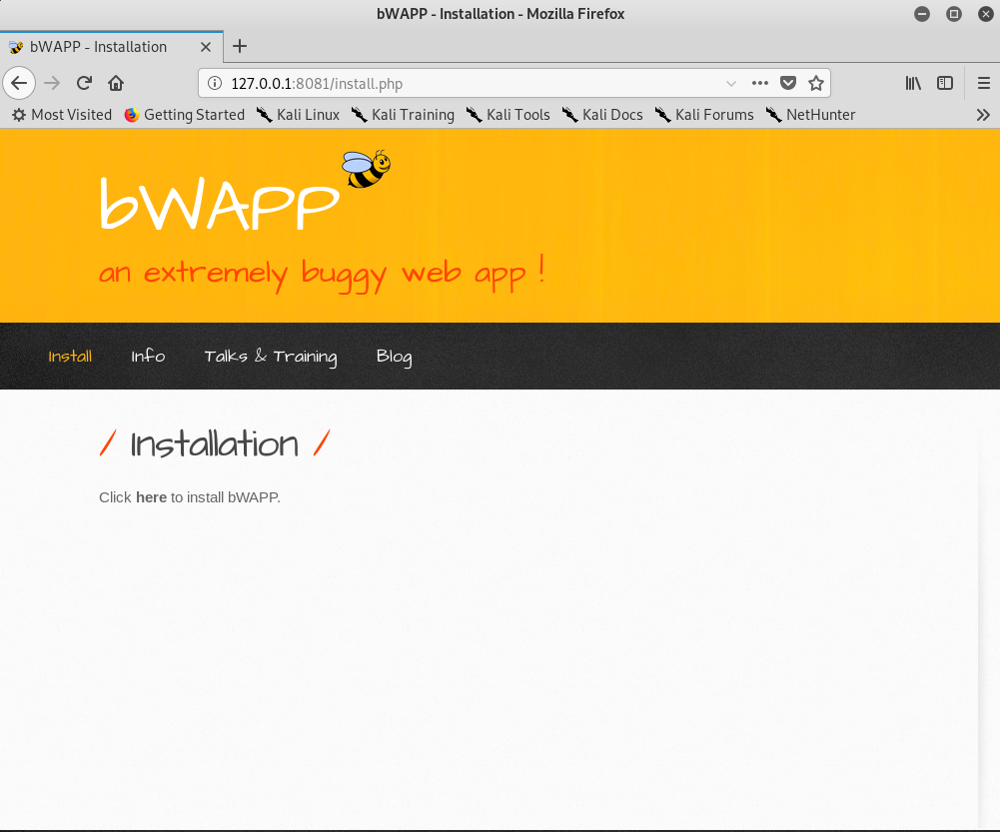 bWAPP - Installation - Mozilla Firefox
bWAPP - Installation
127.0.0.1:8081/install.php
Most Visited Getting Started Kali Linux Kali Training Kali Tools Kali Docs Kali Forums NetHunter
bWAPP
an extremely buggy web app !
Install Info Talks & Training Blog
/ Installation /
Click here to install bWAPP.